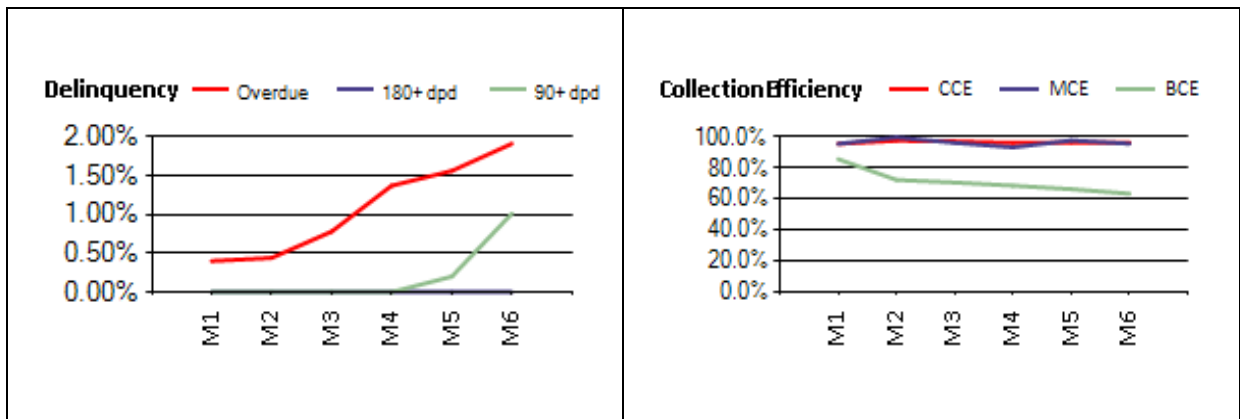 Delinquency Overdue 180+ dpd 90+ dpd
2.00%
1.50%
1.00%
0.50%
0.00%
M1 M2 M3 M4 M5 M6
Collection Efficiency CCE MCE BCE
100.0%
80.0%
60.0%
40.0%
20.0%
0.0%
M1 M2 M3 M4 M5 M6